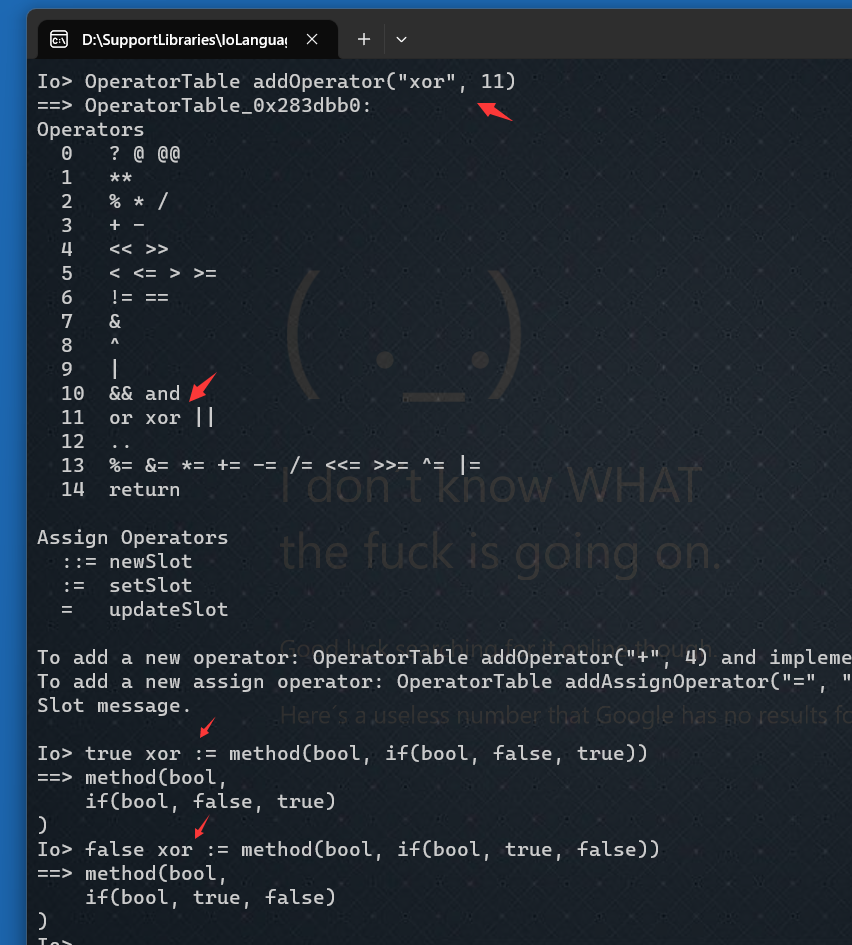 D:\SupportLibraries\IoLangua
Io> OperatorTable addOperator("xor", 11)
==> OperatorTable_0x283dbb0:
Operators
0 ? @ @@
1 **
2 % * /
3 + -
4 << >>
5 < <= > >=
6 != ==
7 &
8 ^
9 |
10 && and
11 or xor ||
12 ..
13 %= &= *= += -= /= <<= >>= ^= |=
14 return
(._.)
I don't know WHAT
the fuck is going on.
Assign Operators
::= newSlot
:= setSlot
= updateSlot
Good luck searching for it online though
To add a new operator: OperatorTable addOperator("+", 4) and impleme
To add a new assign operator: OperatorTable addAssignOperator("=", "
Slot message.
Here's a useless number that Google has no results fo
Io> true xor := method(bool, if(bool, false, true))
==> method(bool,
if(bool, false, true)
)
Io> false xor := method(bool, if(bool, true, false))
==> method(bool,
if(bool, true, false)
)
Io>